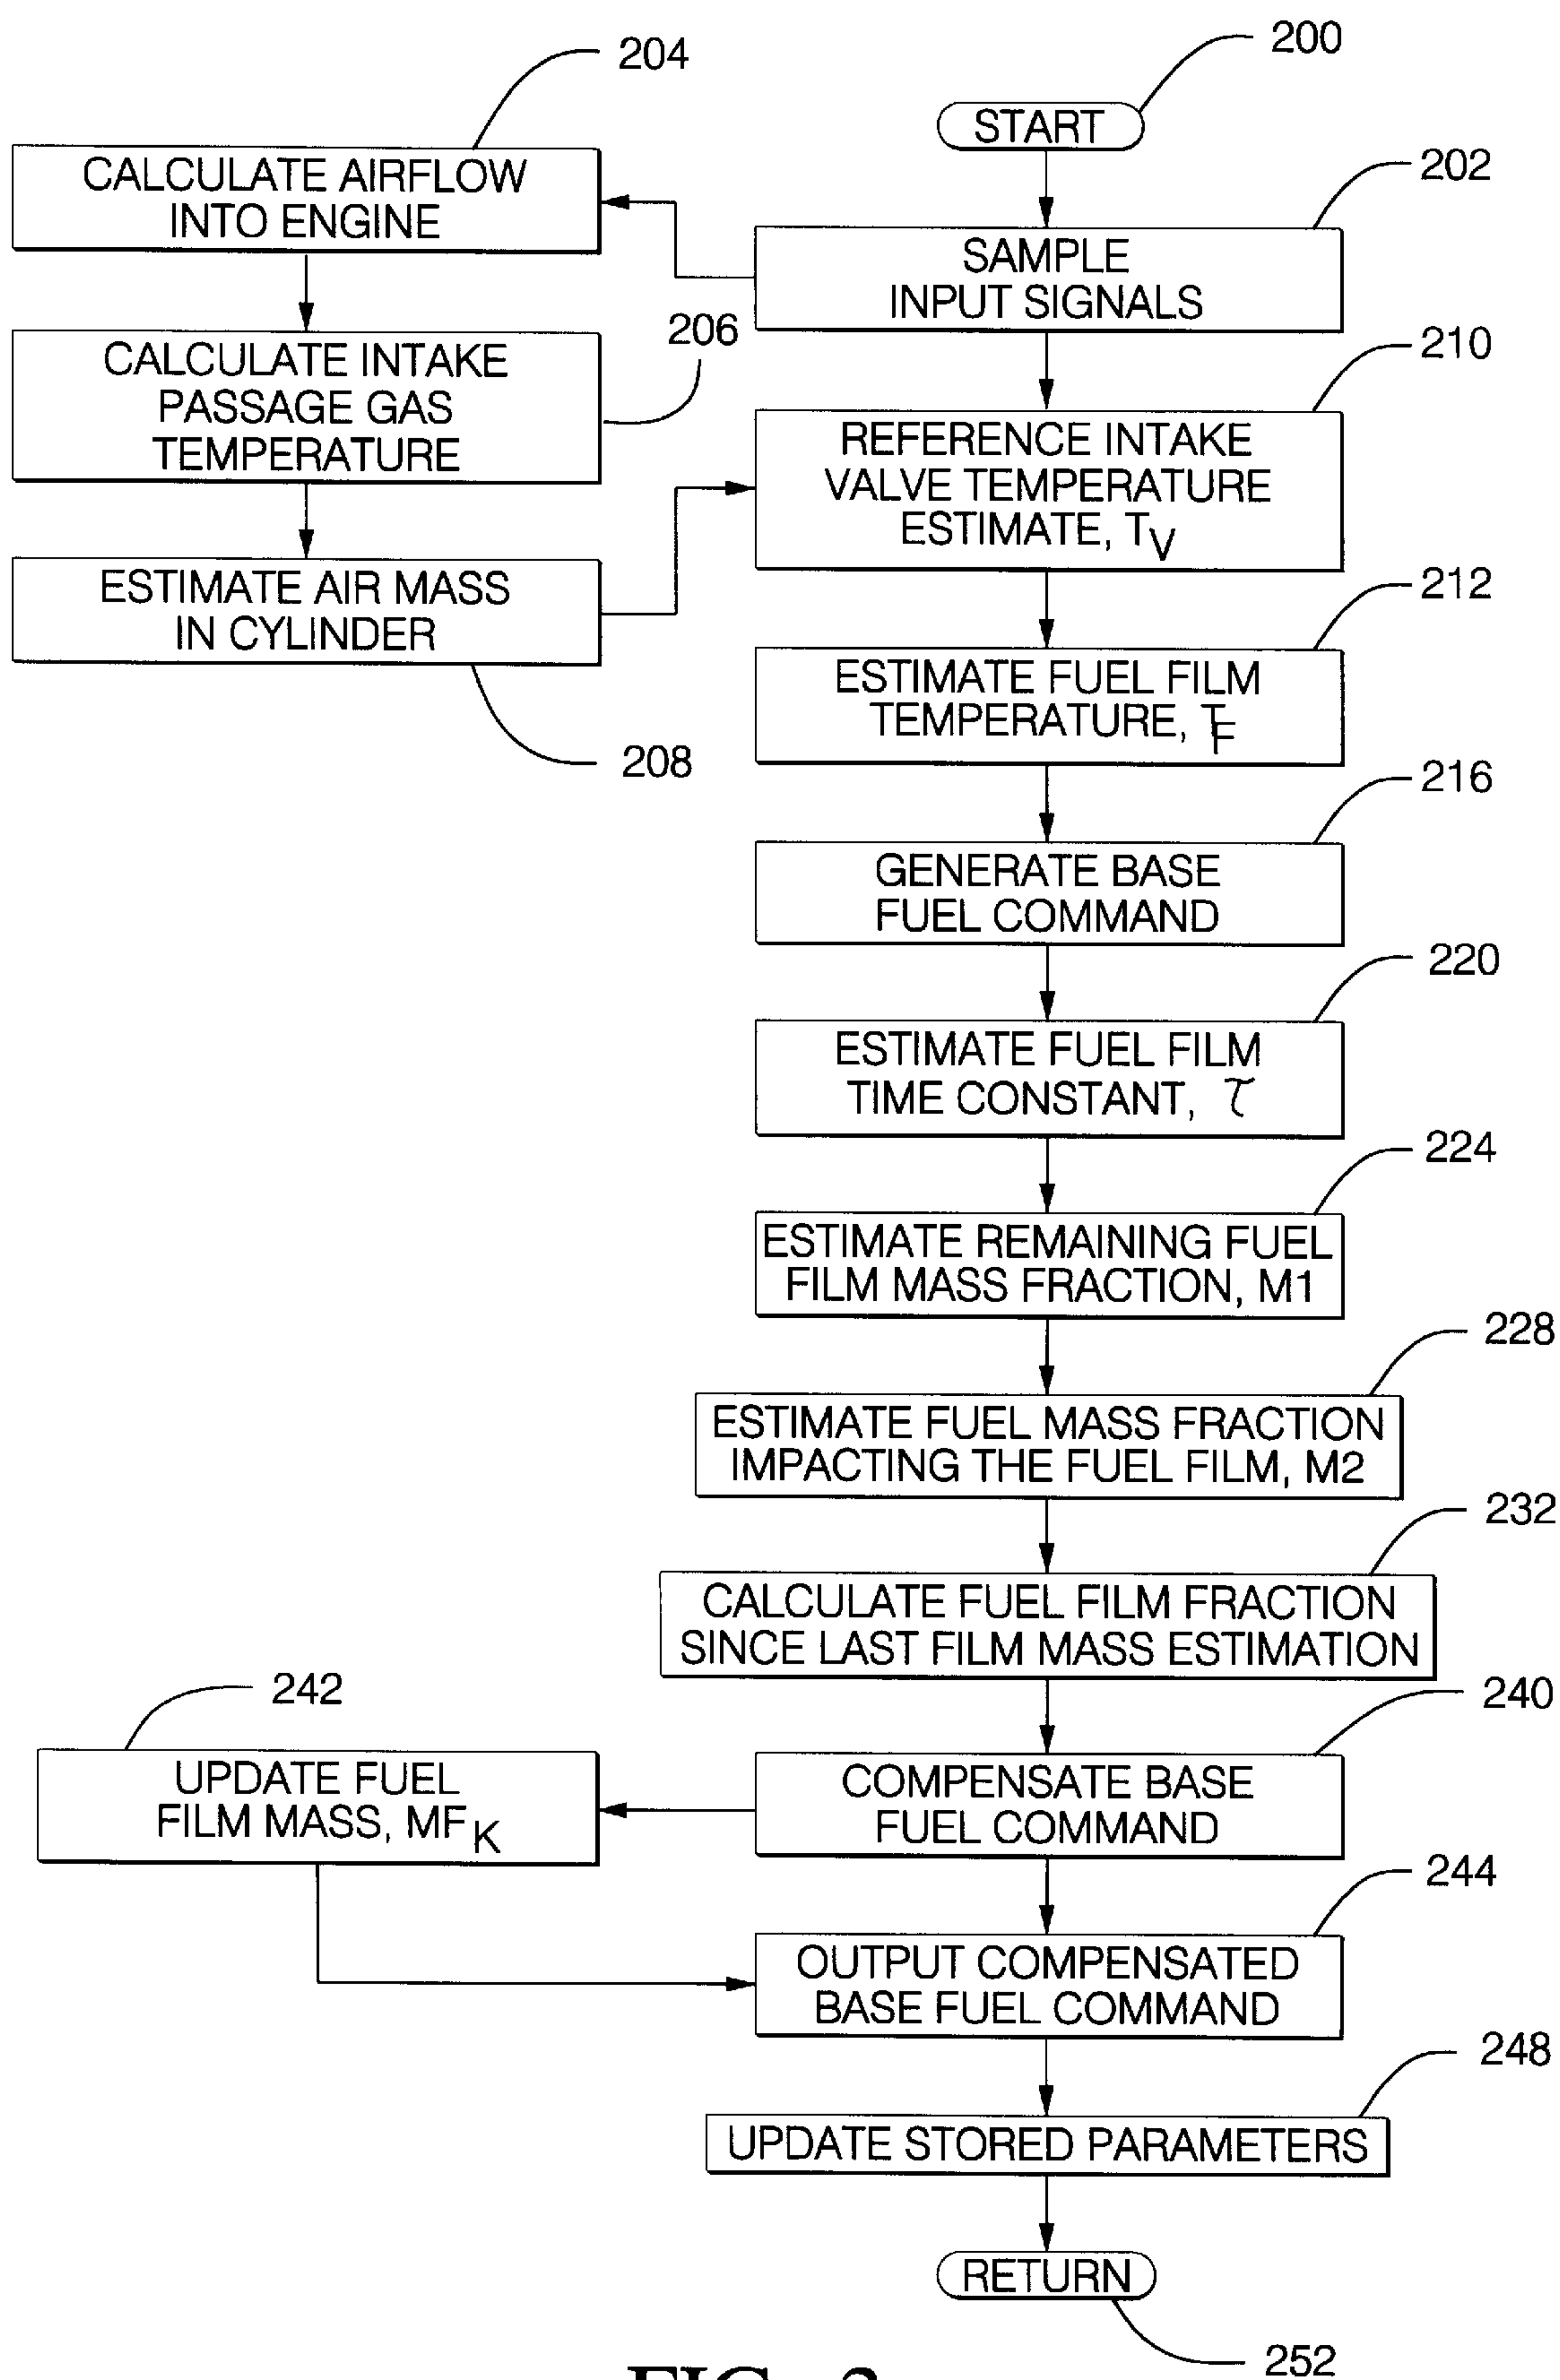 200
START
202
SAMPLE
INPUT SIGNALS
204
CALCULATE AIRFLOW
INTO ENGINE
206
CALCULATE INTAKE
PASSAGE GAS
TEMPERATURE
208
ESTIMATE AIR MASS
IN CYLINDER
210
REFERENCE INTAKE
VALVE TEMPERATURE
ESTIMATE, TV
212
ESTIMATE FUEL FILM
TEMPERATURE, TF
216
GENERATE BASE
FUEL COMMAND
220
ESTIMATE FUEL FILM
TIME CONSTANT, τ
224
ESTIMATE REMAINING FUEL
FILM MASS FRACTION, M1
228
ESTIMATE FUEL MASS FRACTION
IMPACTING THE FUEL FILM, M2
232
CALCULATE FUEL FILM FRACTION
SINCE LAST FILM MASS ESTIMATION
240
COMPENSATE BASE
FUEL COMMAND
242
UPDATE FUEL
FILM MASS, MFK
244
OUTPUT COMPENSATED
BASE FUEL COMMAND
248
UPDATE STORED PARAMETERS
RETURN
252